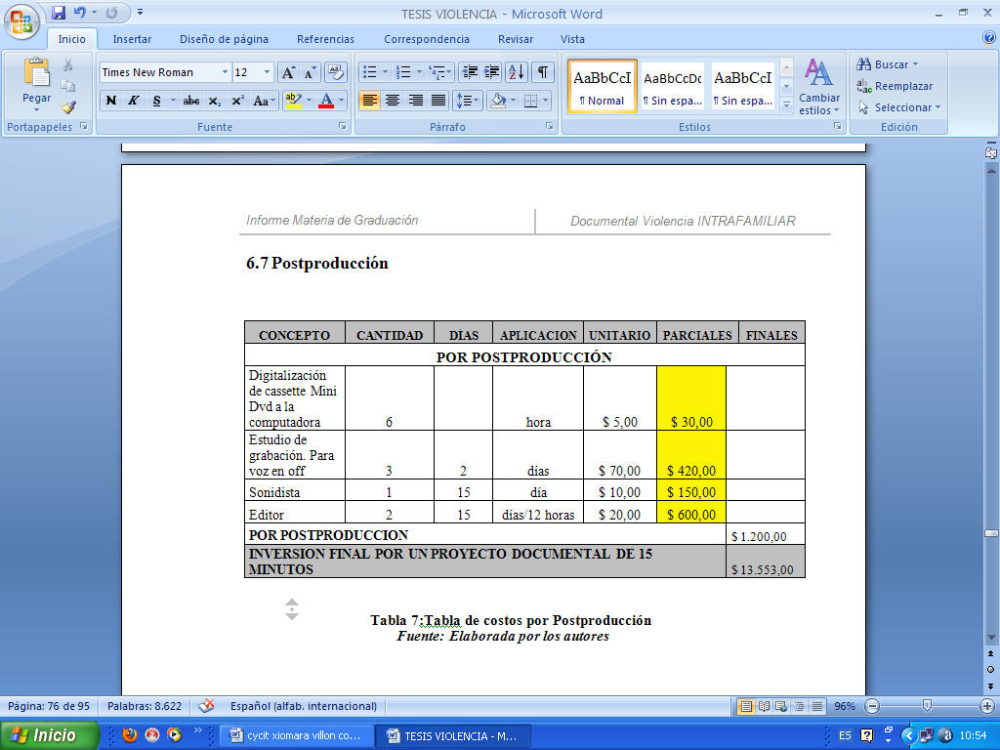 TESIS VIOLENCIA - Microsoft Word
Inicio Insertar Diseño de página Referencias Correspondencia Revisar Vista
Pegar
Portapapeles
Times New Roman 12
N K S abc x₂ x² Aa
Fuente
Párrafo
AaBbCcI AaBbCcDc AaBbCcI
¶ Normal ¶ Sin espa... ¶ Sin espa...
Estilos
Cambiar
estilos
Buscar
Reemplazar
Seleccionar
Edición
Informe Materia de Graduación Documental Violencia INTRAFAMILIAR
6.7 Postproducción
CONCEPTO CANTIDAD DÍAS APLICACION UNITARIO PARCIALES FINALES
POR POSTPRODUCCIÓN
Digitalización
de cassette Mini
Dvd a la
computadora 6 hora $ 5,00 $ 30,00
Estudio de
grabación. Para
voz en off 3 2 días $ 70,00 $ 420,00
Sonidista 1 15 día $ 10,00 $ 150,00
Editor 2 15 días/12 horas $ 20,00 $ 600,00
POR POSTPRODUCCION $ 1.200,00
INVERSION FINAL POR UN PROYECTO DOCUMENTAL DE 15
MINUTOS $ 13.553,00
Tabla 7:Tabla de costos por Postproducción
Fuente: Elaborada por los autores
Página: 76 de 95 Palabras: 8.622 Español (alfab. internacional) 96%
Inicio cycit xiomara villon co... TESIS VIOLENCIA - M... ES 10:54